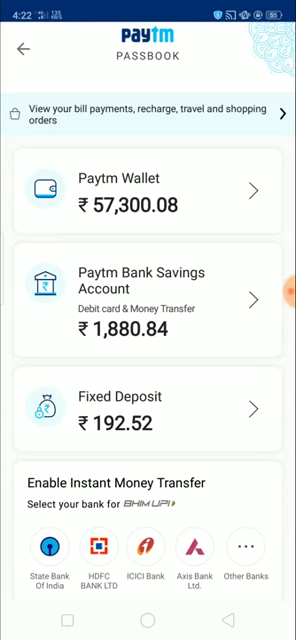 4:22
55
paytm
PASSBOOK
View your bill payments, recharge, travel and shopping
orders
Paytm Wallet
₹ 57,300.08
Paytm Bank Savings
Account
Debit card & Money Transfer
₹ 1,880.84
Fixed Deposit
₹ 192.52
Enable Instant Money Transfer
Select your bank for BHIM UPI
State Bank
Of India
HDFC
BANK LTD
ICICI Bank
Axis Bank
Ltd.
Other Banks